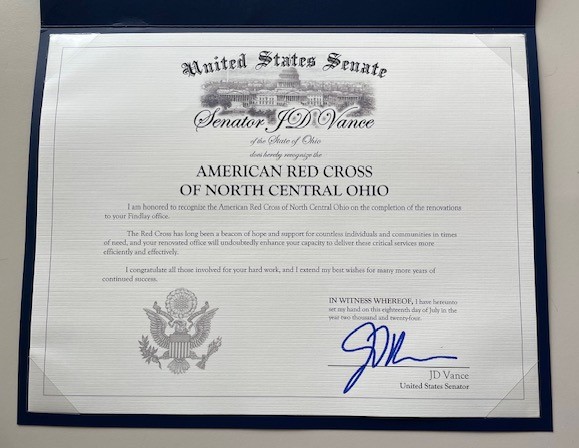 United States Senate
Senator JD Vance
of the State of Ohio
does hereby recognize the
AMERICAN RED CROSS
OF NORTH CENTRAL OHIO
I am honored to recognize the American Red Cross of North Central Ohio on the completion of the renovations
to your Findlay office.
The Red Cross has long been a beacon of hope and support for countless individuals and communities in times
of need, and your renovated office will undoubtedly enhance your capacity to deliver these critical services more
efficiently and effectively.
I congratulate all those involved for your hard work, and I extend my best wishes for many more years of
continued success.
IN WITNESS WHEREOF, I have hereunto
set my hand on this eighteenth day of July in the
year two thousand and twenty-four.
JD Vance
United States Senator